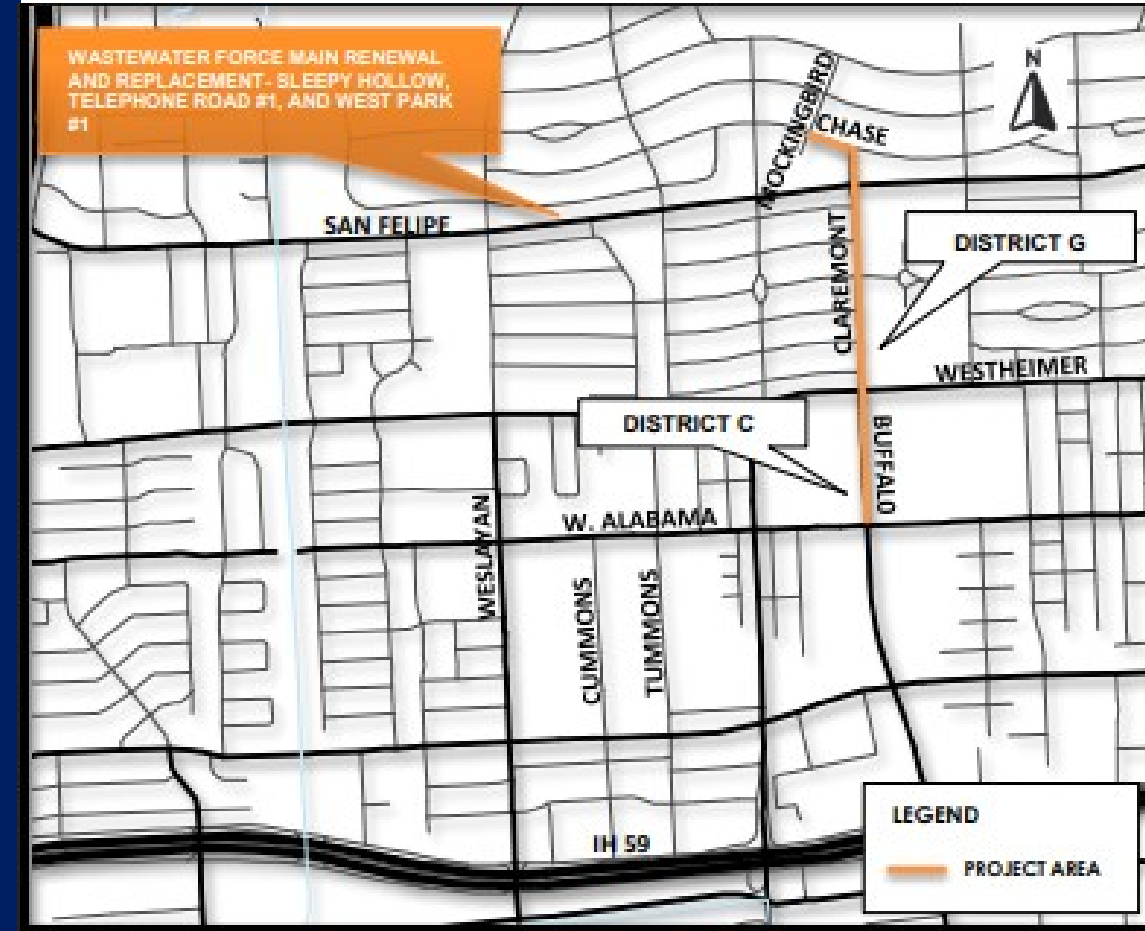 WASTEWATER FORCE MAIN RENEWAL
AND REPLACEMENT- SLEEPY HOLLOW,
TELEPHONE ROAD #1, AND WEST PARK
#1
N
MOCKINGBIRD
CHASE
SAN FELIPE
CLAREMONT
DISTRICT G
WESTHEIMER
DISTRICT C
BUFFALO
WESLAYAN
W. ALABAMA
CUMMONS
TUMMONS
IH 59
LEGEND
PROJECT AREA